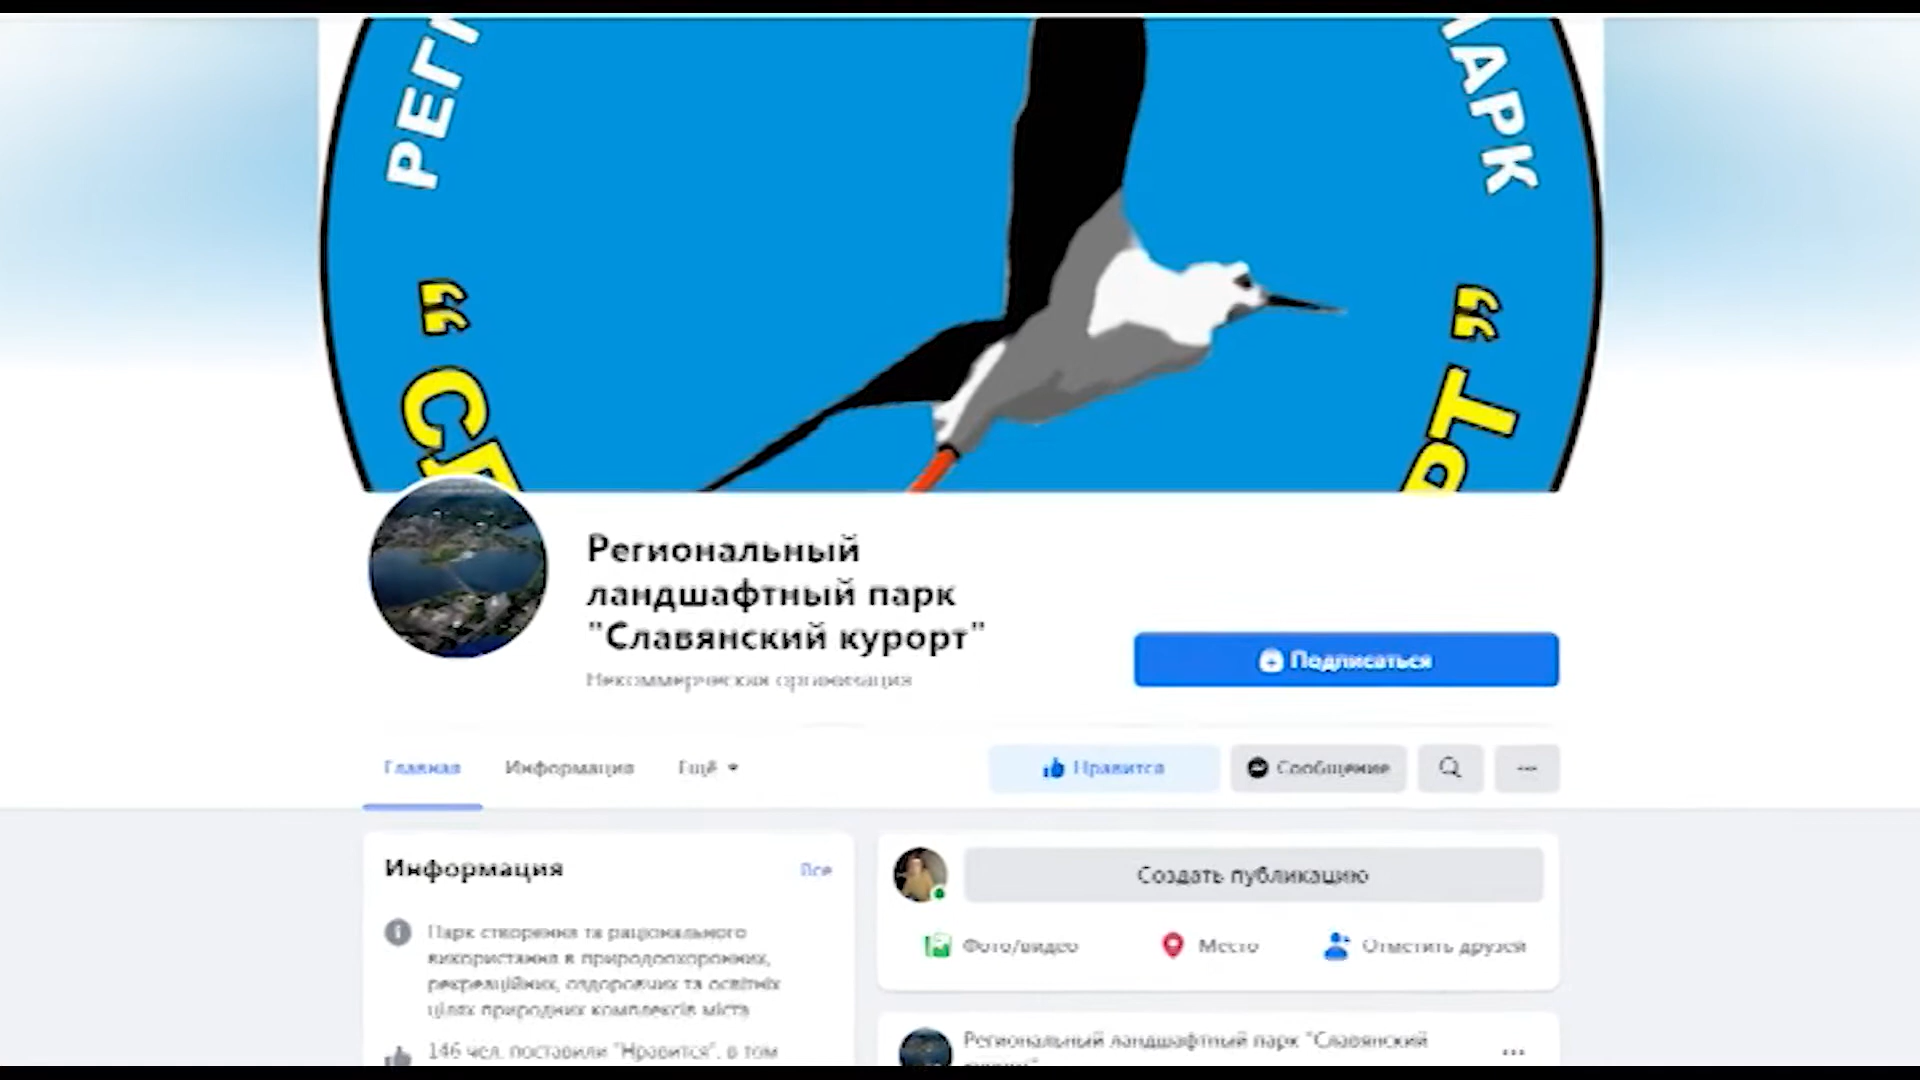 РЕГІ
ПАРК
"
"
СЛ
РТ
Региональный
ландшафтный парк
"Славянский курорт"
Некоммерческая организация
Подписаться
Главная
Информация
Ещё
Нравится
Сообщение
Информация
Все
Парк створення та раціонального
використання в природоохоронних,
рекреаційних, оздоровчих та освітніх
цілях природних комплексів міста
146 чел. поставили "Нравится", в том
Создать публикацию
Фото/видео
Место
Отметить друзей
Региональный ландшафтный парк "Славянский
курорт"